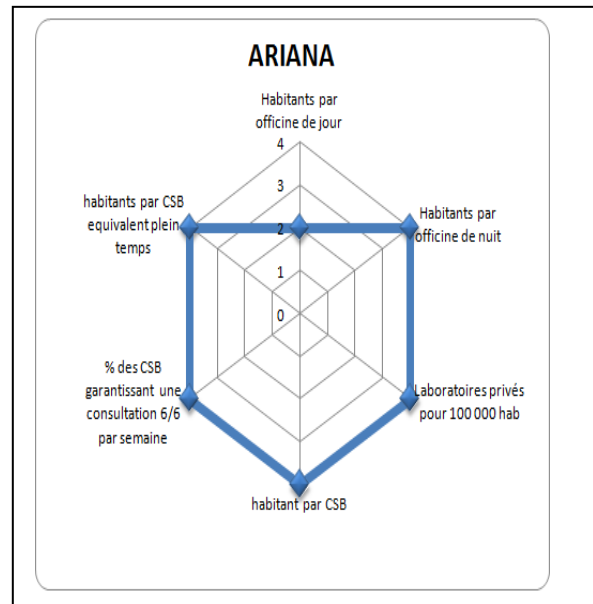 ARIANA
Habitants par
officine de jour
4
3
2
1
0
Habitants par
officine de nuit
Laboratoires privés
pour 100 000 hab
habitant par CSB
% des CSB
garantissant une
consultation 6/6
par semaine
habitants par CSB
equivalent plein
temps